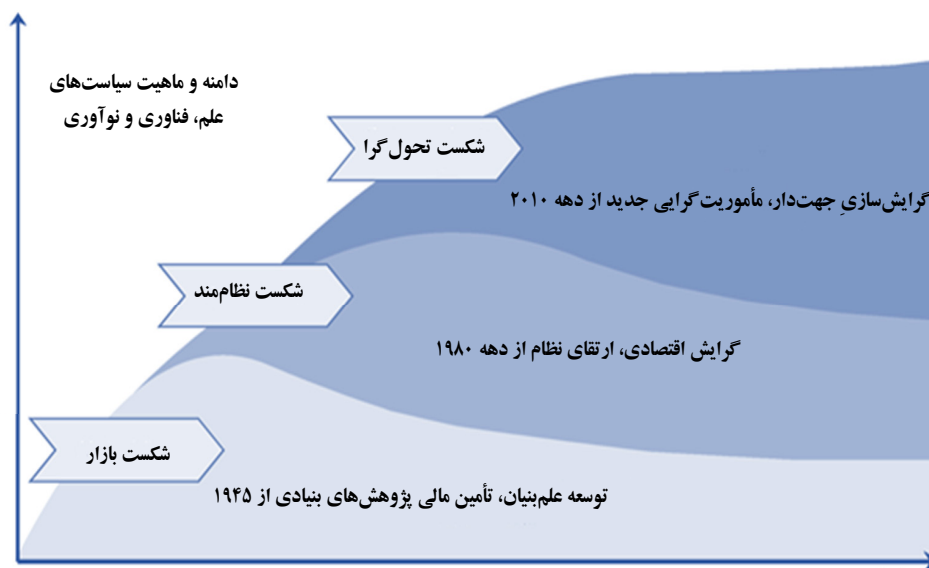 دامنه و ماهیت سیاست‌های
علم، فناوری و نوآوری
شکست تحول‌گرا
گرایش‌سازیِ جهت‌دار، مأموریت‌گرایی جدید از دهه ۲۰۱۰
شکست نظام‌مند
گرایش اقتصادی، ارتقای نظام از دهه ۱۹۸۰
شکست بازار
توسعه علم‌بنیان، تأمین مالی پژوهش‌های بنیادی از ۱۹۴۵